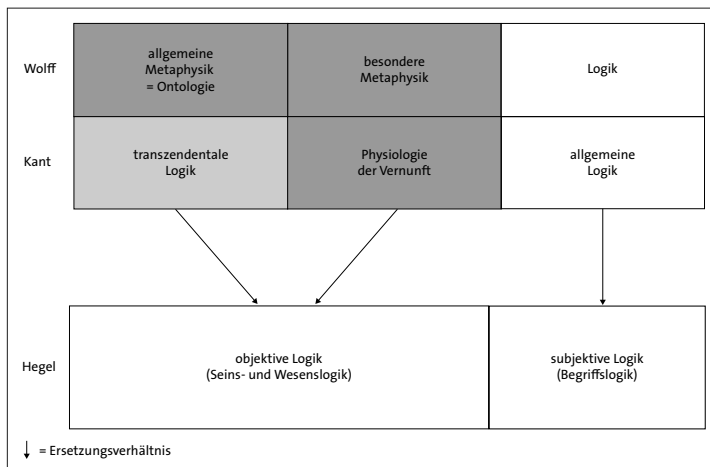 Wolff
allgemeine
Metaphysik
= Ontologie
besondere
Metaphysik
Logik
Kant
transzendentale
Logik
Physiologie
der Vernunft
allgemeine
Logik
Hegel
objektive Logik
(Seins- und Wesenslogik)
subjektive Logik
(Begriffslogik)
↓ = Ersetzungsverhältnis